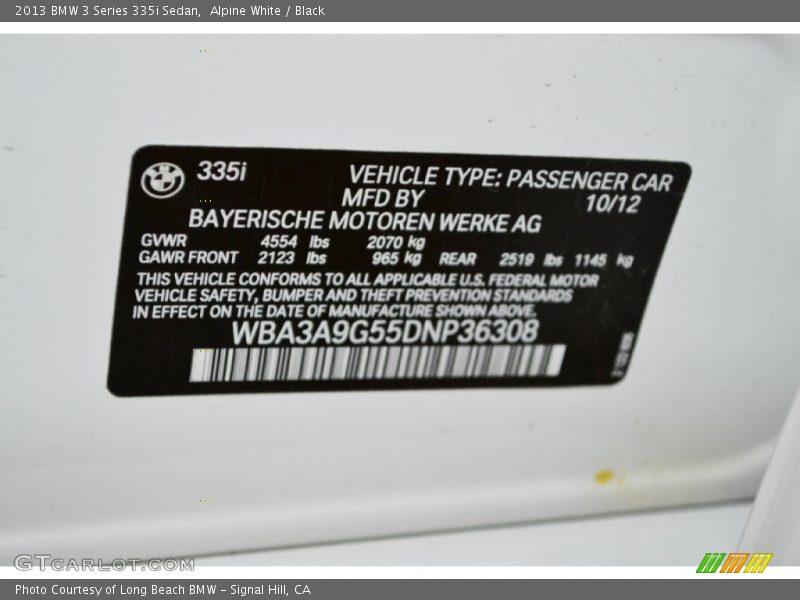 2013 BMW 3 Series 335i Sedan,  Alpine White / Black
335i
VEHICLE TYPE: PASSENGER CAR
MFD BY 10/12
BAYERISCHE MOTOREN WERKE AG
GVWR 4554 lbs 2070 kg
GAWR FRONT 2123 lbs 965 kg REAR 2519 lbs 1145 kg
THIS VEHICLE CONFORMS TO ALL APPLICABLE U.S. FEDERAL MOTOR
VEHICLE SAFETY, BUMPER AND THEFT PREVENTION STANDARDS
IN EFFECT ON THE DATE OF MANUFACTURE SHOWN ABOVE.
WBA3A9G55DNP36308
GTCARLOT.COM
Photo Courtesy of Long Beach BMW - Signal Hill, CA